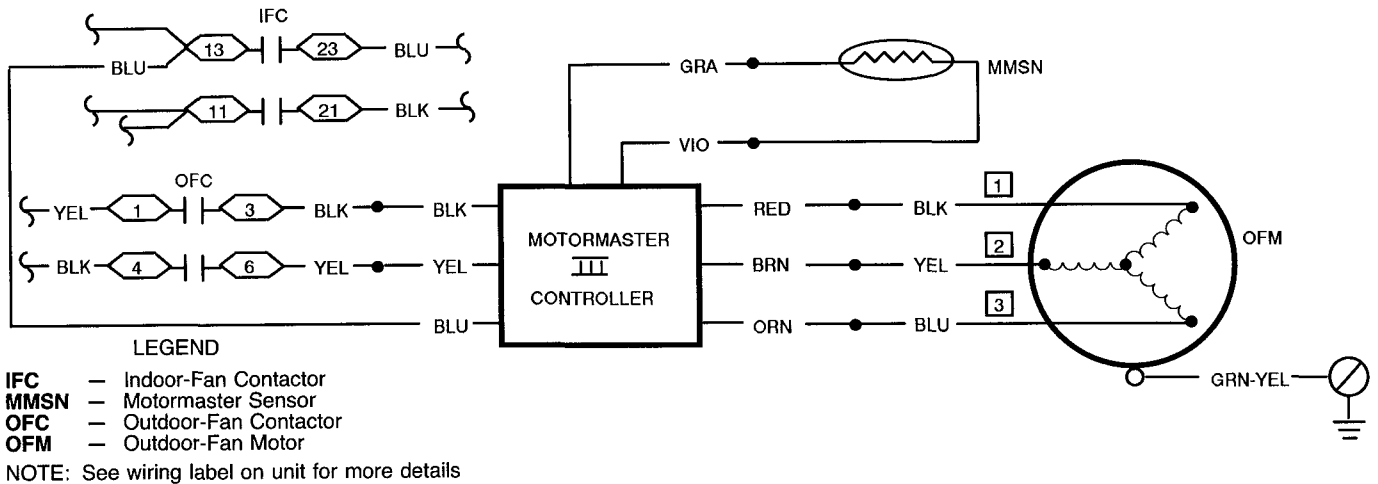 IFC
13 23 BLU
BLU
11 21 BLK
GRA MMSN
VIO
OFC
YEL 1 3 BLK BLK
BLK 4 6 YEL YEL
BLU
MOTORMASTER
III
CONTROLLER
RED BLK 1
BRN YEL 2
ORN BLU 3
OFM
GRN-YEL
LEGEND
IFC — Indoor-Fan Contactor
MMSN — Motormaster Sensor
OFC — Outdoor-Fan Contactor
OFM — Outdoor-Fan Motor
NOTE: See wiring label on unit for more details